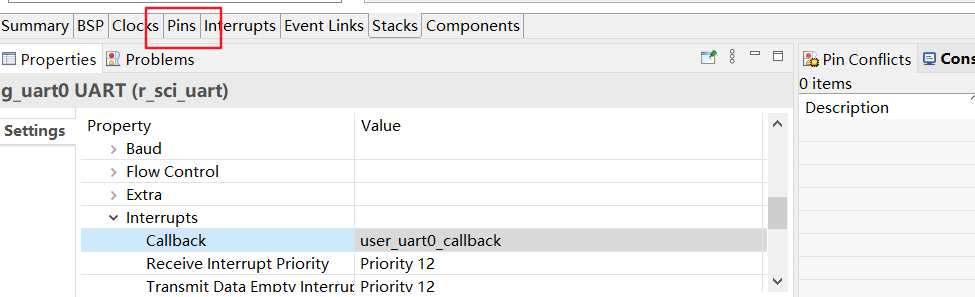 Summary BSP Clocks Pins Interrupts Event Links Stacks Components
Properties Problems
Pin Conflicts Cons
g_uart0 UART (r_sci_uart)
0 items
Settings
Property Value
Description
Baud
Flow Control
Extra
Interrupts
Callback user_uart0_callback
Receive Interrupt Priority Priority 12
Transmit Data Empty Interrup Priority 12